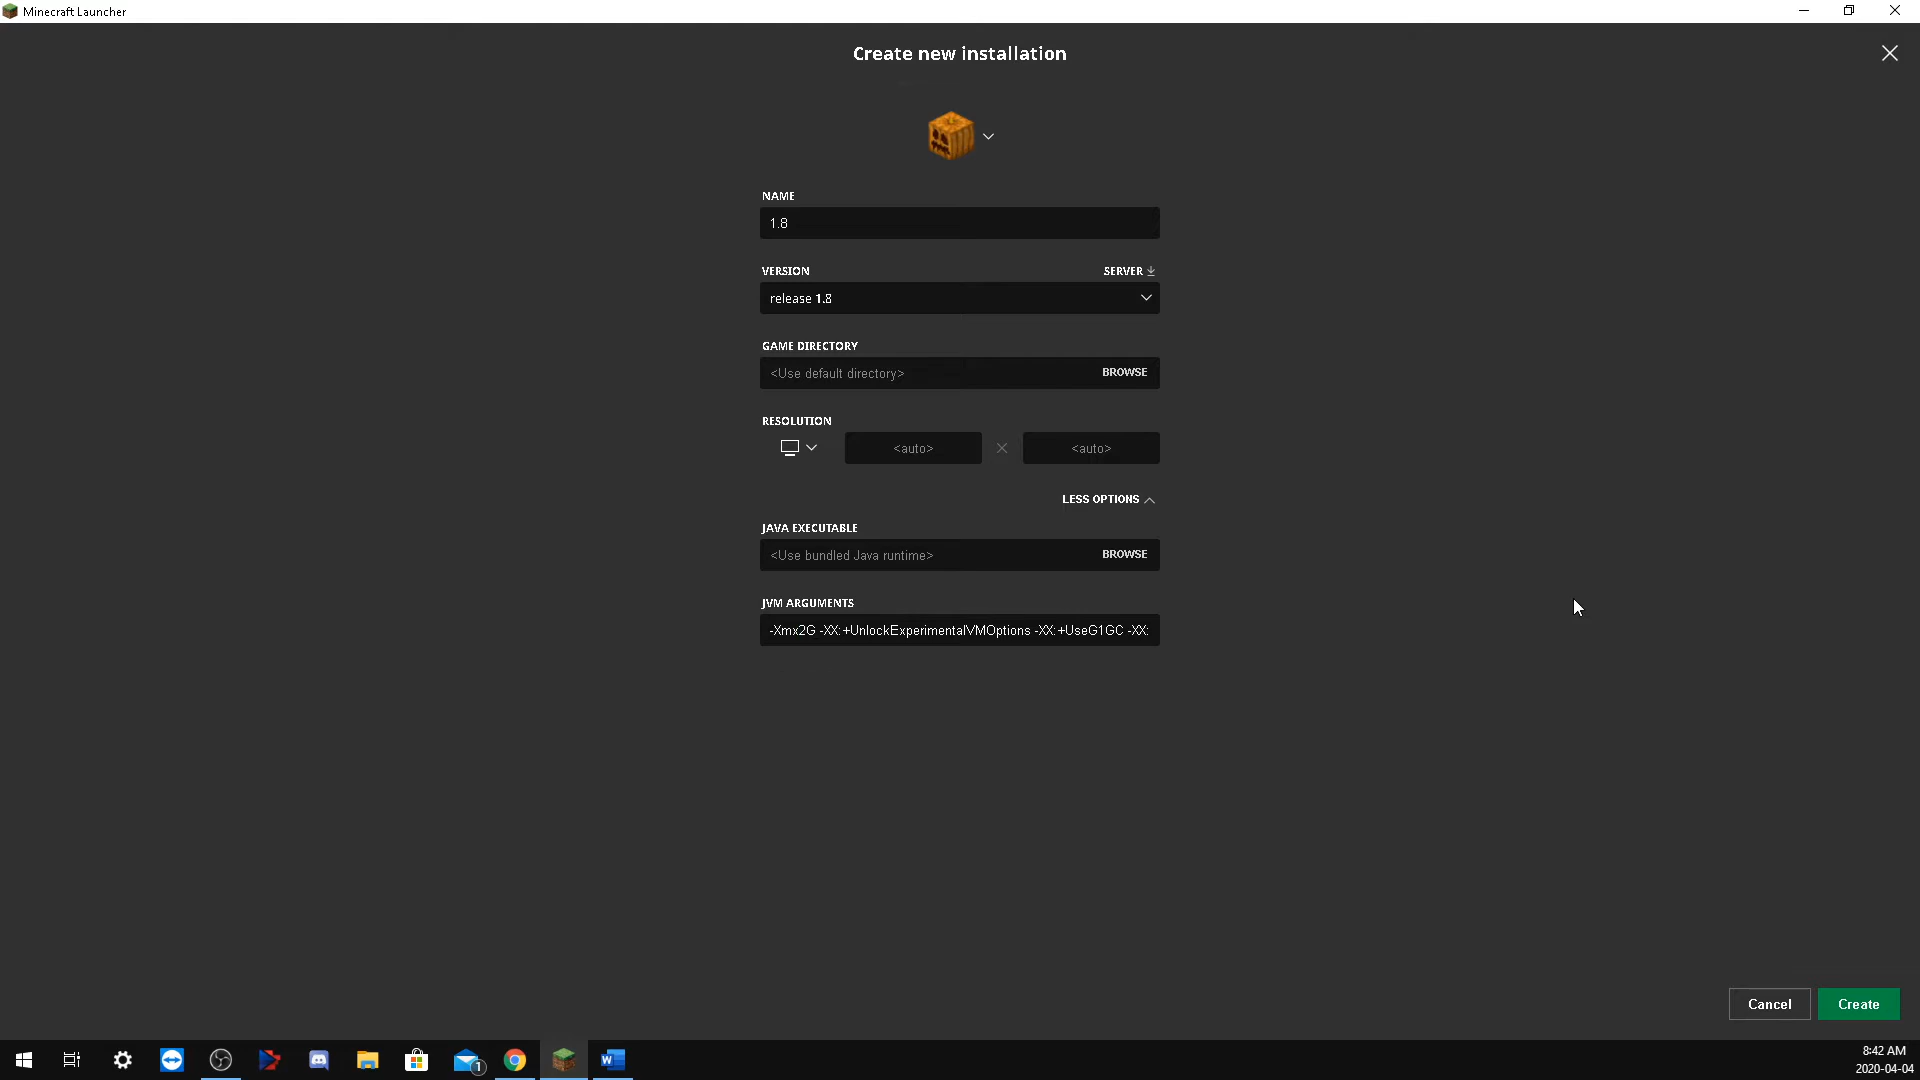 Minecraft Launcher
Create new installation
NAME
1.8
VERSION
SERVER
release 1.8
GAME DIRECTORY
<Use default directory>
BROWSE
RESOLUTION
<auto>
<auto>
LESS OPTIONS
JAVA EXECUTABLE
<Use bundled Java runtime>
BROWSE
JVM ARGUMENTS
-Xmx2G -XX:+UnlockExperimentalVMOptions -XX:+UseG1GC -XX:
Cancel
Create
1
W
8:42 AM
2020-04-04